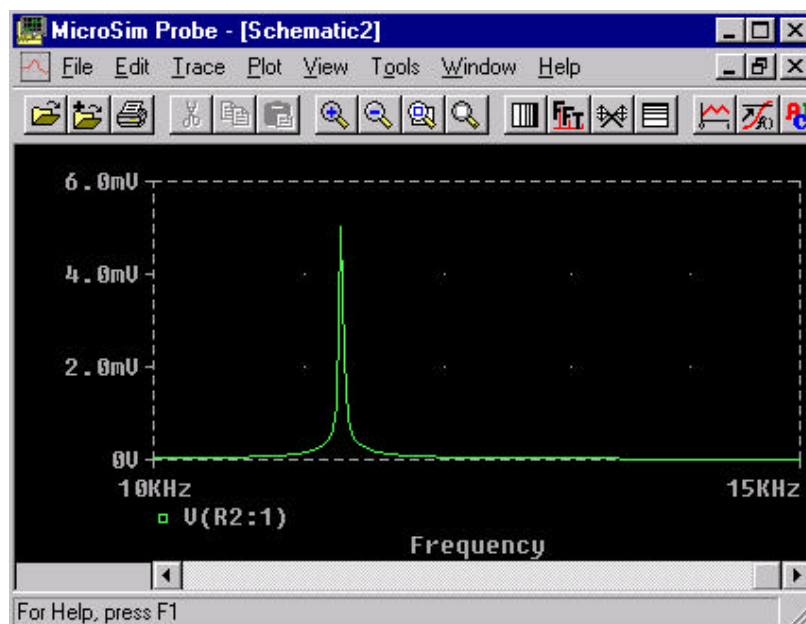 MicroSim Probe - [Schematic2]
File Edit Trace Plot View Tools Window Help
FFT
6.0mV
4.0mV
2.0mV
0V
10KHz 15KHz
V(R2:1)
Frequency
For Help, press F1